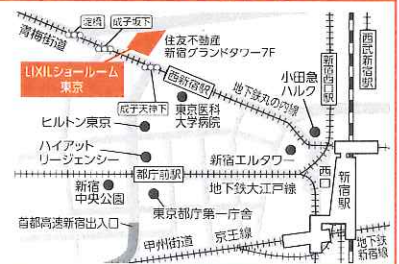 青梅街道
淀橋
成子坂下
住友不動産
新宿グランドタワー7F
LIXILショールーム
東京
西新宿駅
成子天神下
地下鉄丸の内線
新宿西口駅
西武新宿駅
小田急
ハルク
東京医科
大学病院
ヒルトン東京
ハイアット
リージェンシー
都庁前駅
新宿エルタワー
地下鉄大江戸線
西口
新宿駅
新宿
中央公園
東京都庁第一庁舎
首都高速新宿出入口
甲州街道
京王線
地下鉄
新宿線